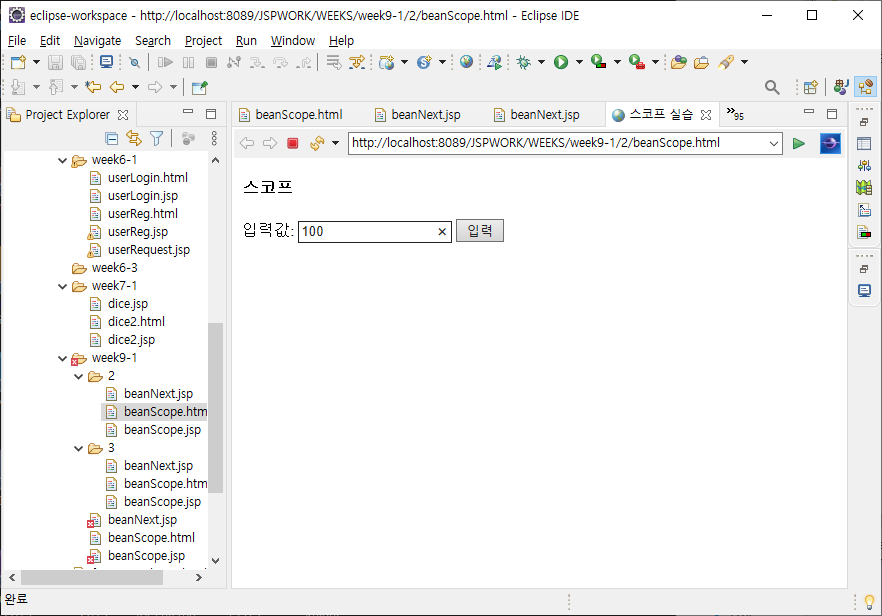 eclipse-workspace - http://localhost:8089/JSPWORK/WEEKS/week9-1/2/beanScope.html - Eclipse IDE
File Edit Navigate Search Project Run Window Help
Project Explorer
beanScope.html
beanNext.jsp
beanNext.jsp
스코프 실습
»95
http://localhost:8089/JSPWORK/WEEKS/week9-1/2/beanScope.html
week6-1
userLogin.html
userLogin.jsp
userReg.html
userReg.jsp
userRequest.jsp
week6-3
week7-1
dice.jsp
dice2.html
dice2.jsp
week9-1
2
beanNext.jsp
beanScope.htm
beanScope.jsp
3
beanNext.jsp
beanScope.htm
beanScope.jsp
beanNext.jsp
beanScope.html
beanScope.jsp
스코프
입력값: 100 입력
완료